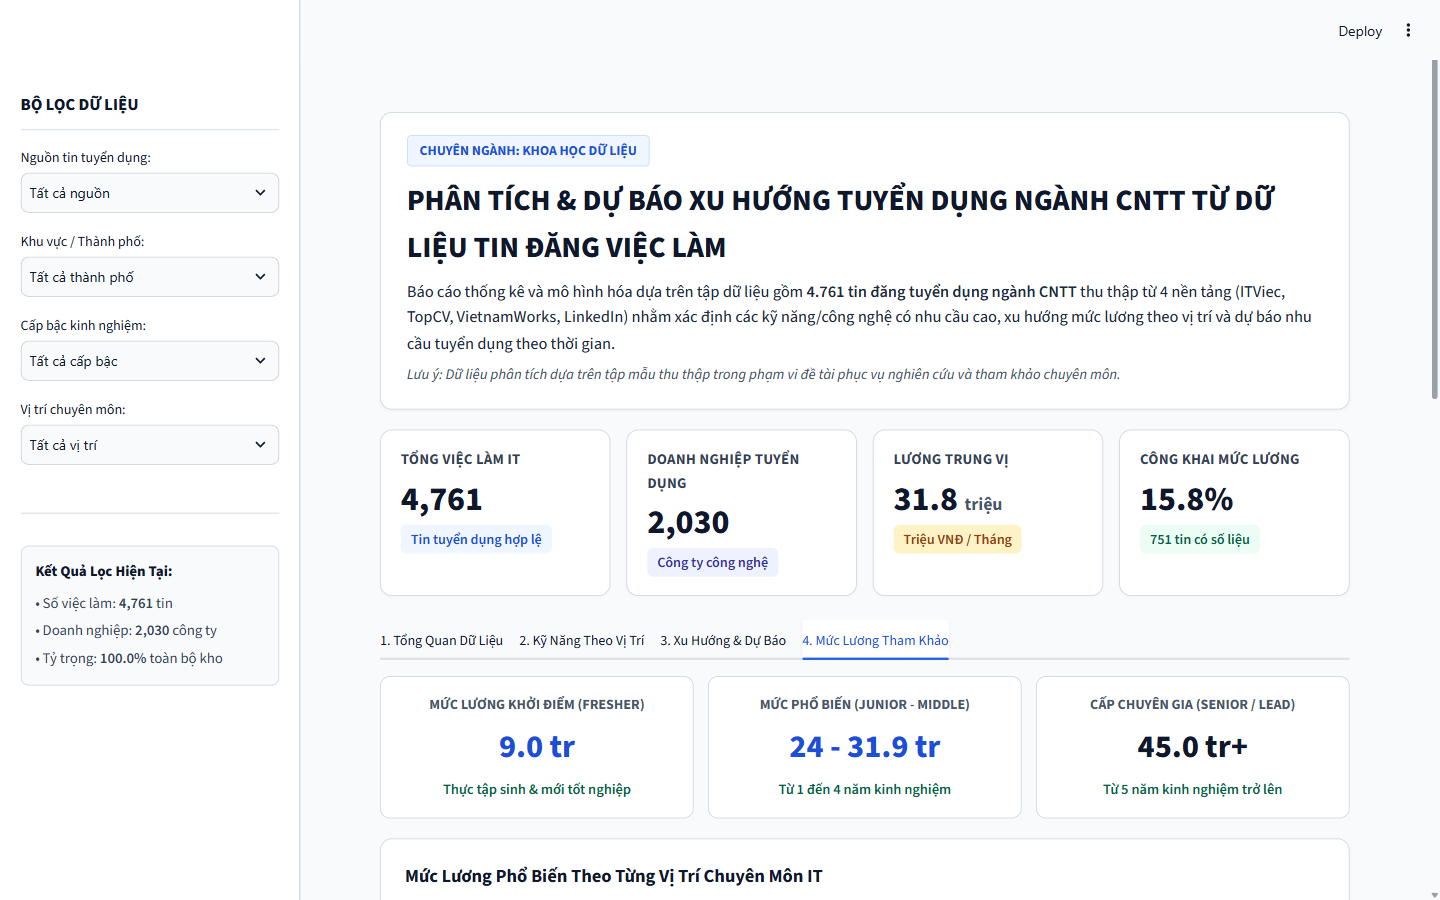 Deploy
BỘ LỌC DỮ LIỆU
Nguồn tin tuyển dụng:
Tất cả nguồn
Khu vực / Thành phố:
Tất cả thành phố
Cấp bậc kinh nghiệm:
Tất cả cấp bậc
Vị trí chuyên môn:
Tất cả vị trí
Kết Quả Lọc Hiện Tại:
• Số việc làm: 4,761 tin
• Doanh nghiệp: 2,030 công ty
• Tỷ trọng: 100.0% toàn bộ kho
CHUYÊN NGÀNH: KHOA HỌC DỮ LIỆU
PHÂN TÍCH & DỰ BÁO XU HƯỚNG TUYỂN DỤNG NGÀNH CNTT TỪ DỮ
LIỆU TIN ĐĂNG VIỆC LÀM
Báo cáo thống kê và mô hình hóa dựa trên tập dữ liệu gồm 4.761 tin đăng tuyển dụng ngành CNTT thu thập từ 4 nền tảng (ITViec,
TopCV, VietnamWorks, LinkedIn) nhằm xác định các kỹ năng/công nghệ có nhu cầu cao, xu hướng mức lương theo vị trí và dự báo nhu
cầu tuyển dụng theo thời gian.
Lưu ý: Dữ liệu phân tích dựa trên tập mẫu thu thập trong phạm vi đề tài phục vụ nghiên cứu và tham khảo chuyên môn.
TỔNG VIỆC LÀM IT
4,761
Tin tuyển dụng hợp lệ
DOANH NGHIỆP TUYỂN
DỤNG
2,030
Công ty công nghệ
LƯƠNG TRUNG VỊ
31.8 triệu
Triệu VNĐ / Tháng
CÔNG KHAI MỨC LƯƠNG
15.8%
751 tin có số liệu
1. Tổng Quan Dữ Liệu
2. Kỹ Năng Theo Vị Trí
3. Xu Hướng & Dự Báo
4. Mức Lương Tham Khảo
MỨC LƯƠNG KHỞI ĐIỂM (FRESHER)
9.0 tr
Thực tập sinh & mới tốt nghiệp
MỨC PHỔ BIẾN (JUNIOR - MIDDLE)
24 - 31.9 tr
Từ 1 đến 4 năm kinh nghiệm
CẤP CHUYÊN GIA (SENIOR / LEAD)
45.0 tr+
Từ 5 năm kinh nghiệm trở lên
Mức Lương Phổ Biến Theo Từng Vị Trí Chuyên Môn IT